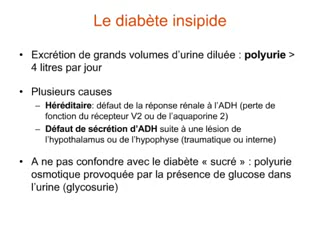 Le diabète insipide
• Excrétion de grands volumes d'urine diluée : polyurie >
4 litres par jour
• Plusieurs causes
– Héréditaire: défaut de la réponse rénale à l'ADH (perte de
fonction du récepteur V2 ou de l'aquaporine 2)
– Défaut de sécrétion d'ADH suite à une lésion de
l'hypothalamus ou de l'hypophyse (traumatique ou interne)
• A ne pas confondre avec le diabète « sucré » : polyurie
osmotique provoquée par la présence de glucose dans
l'urine (glycosurie)